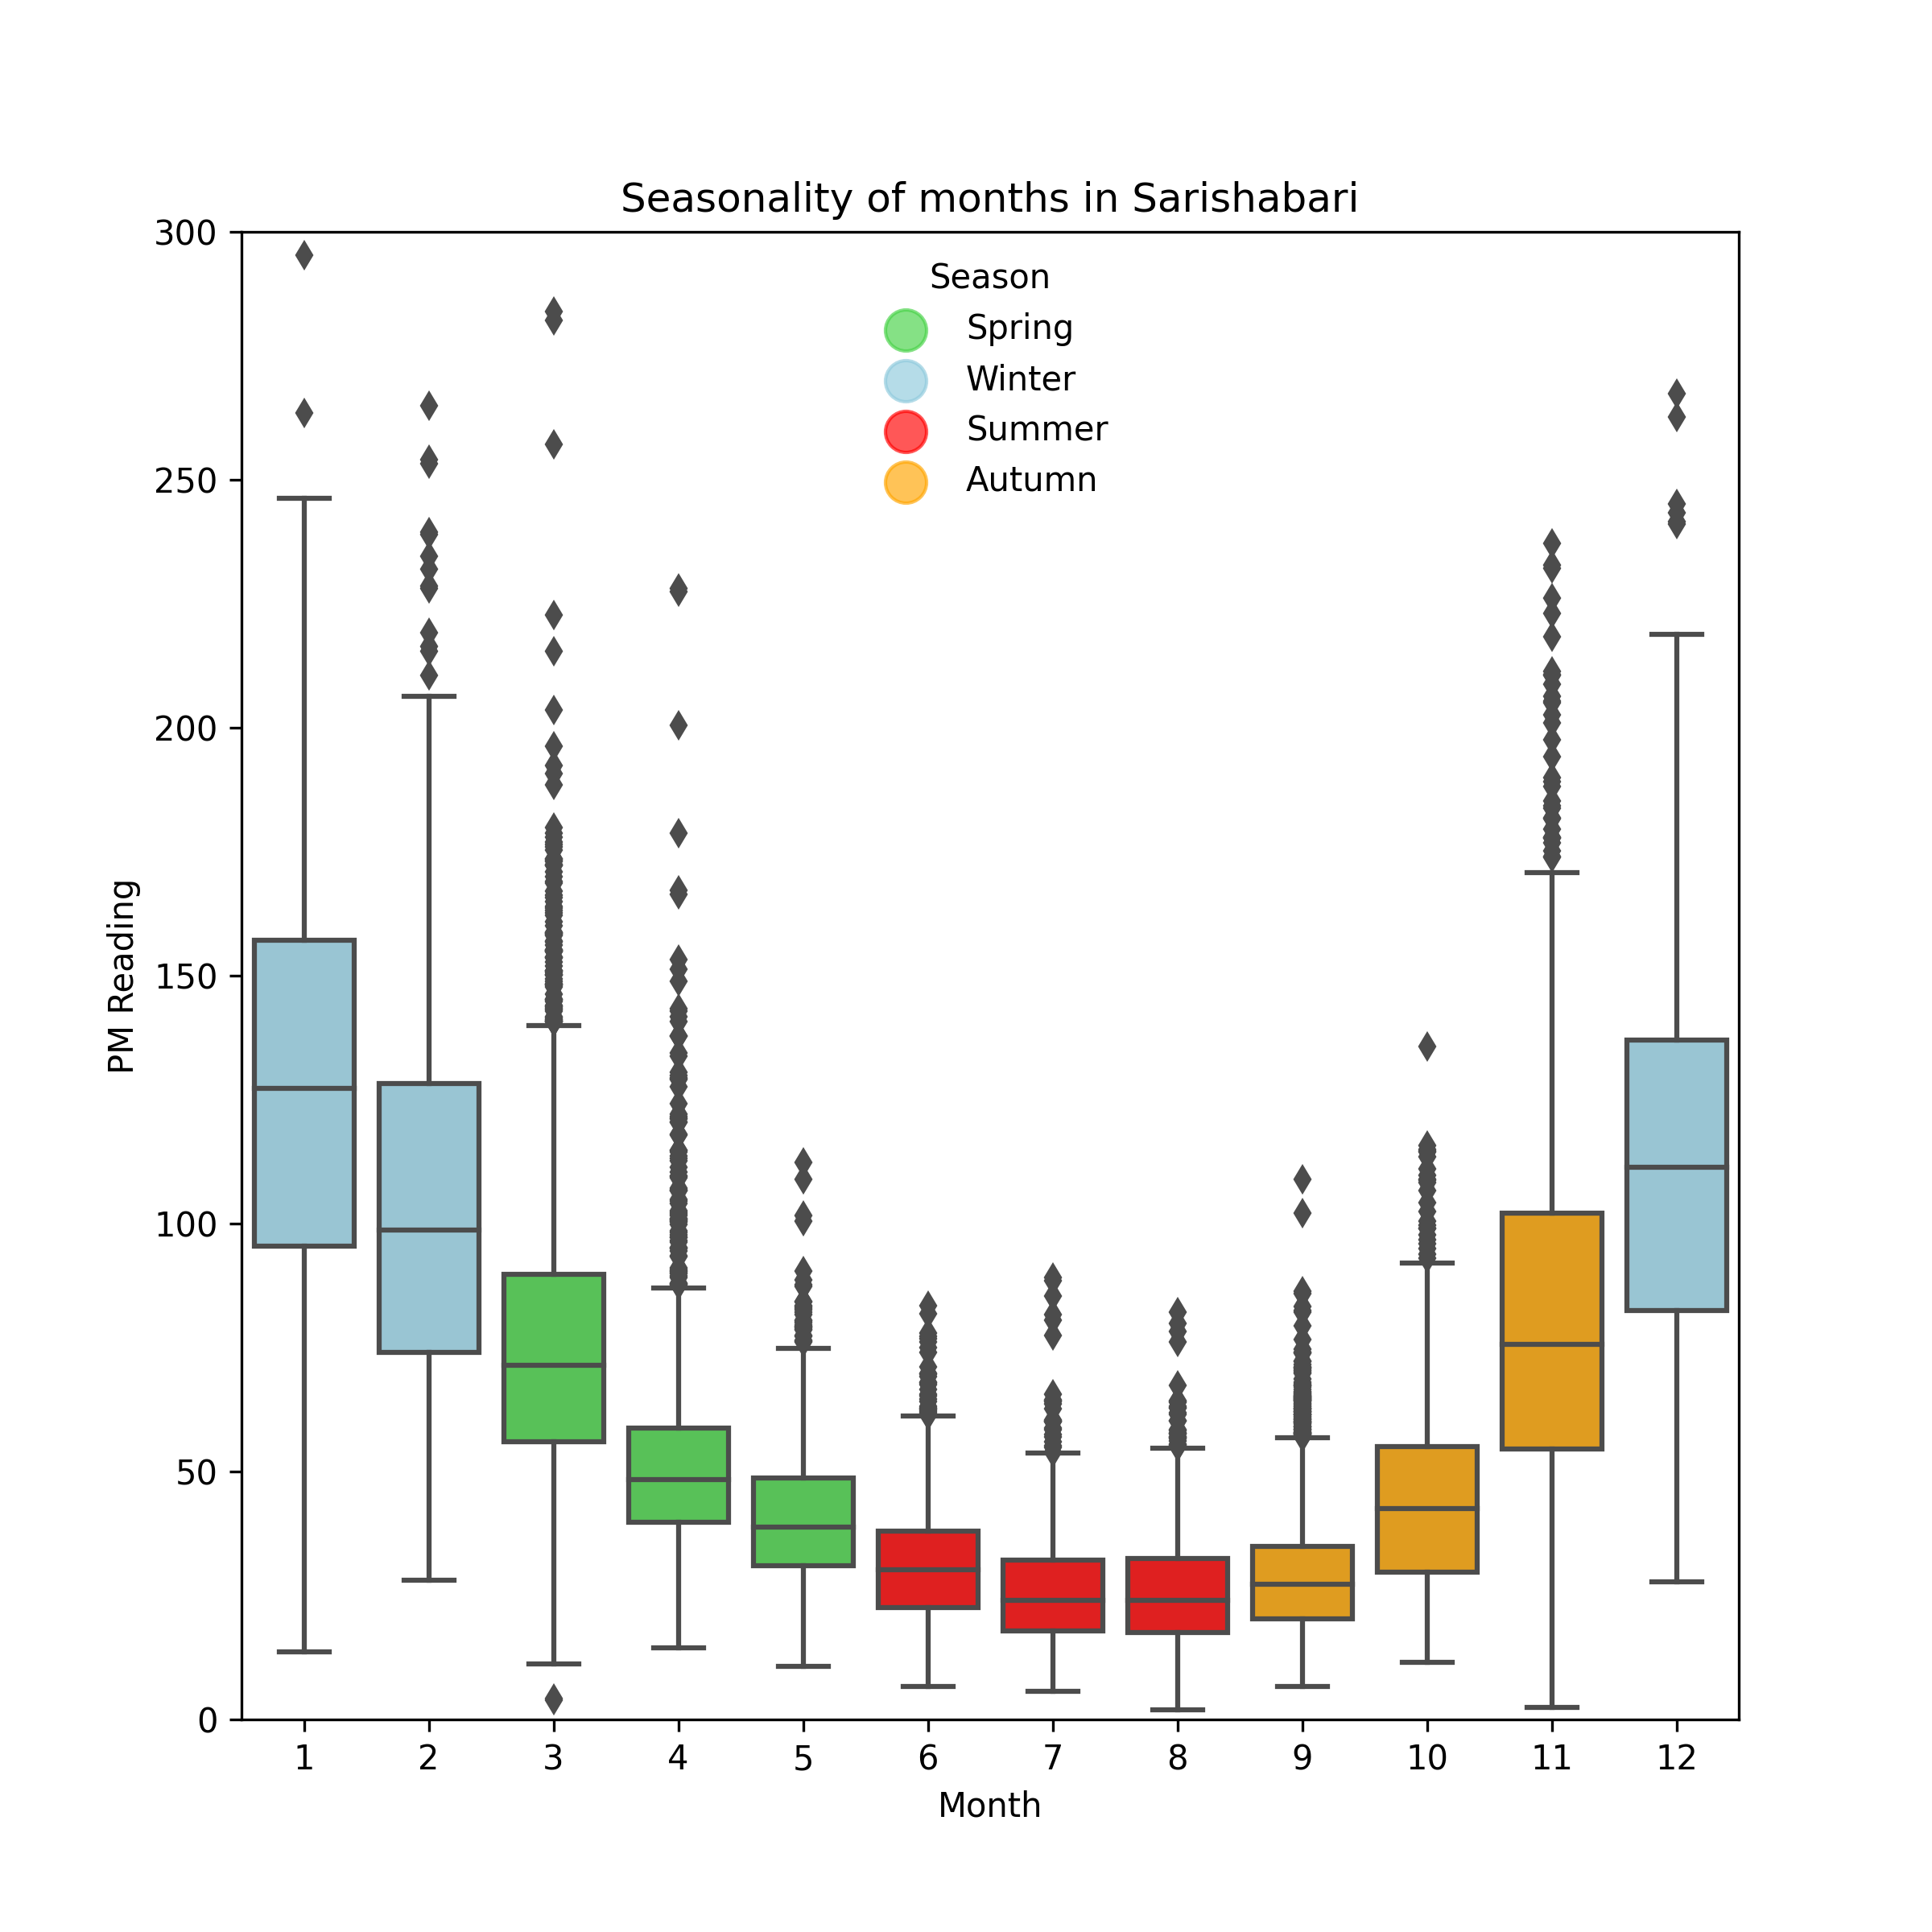 Seasonality of months in Sarishabari
300
250
200
150
100
50
0
PM Reading
Season
Spring
Winter
Summer
Autumn
1 2 3 4 5 6 7 8 9 10 11 12
Month